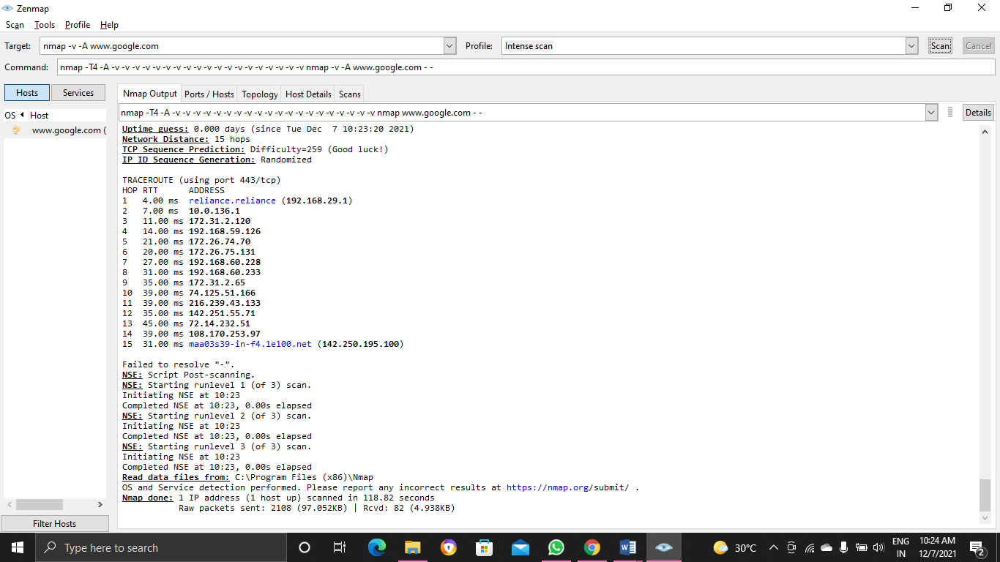 Zenmap
Scan Tools Profile Help
Target: nmap -v -A www.google.com Profile: Intense scan Scan Cancel
Command: nmap -T4 -A -v -v -v -v -v -v -v -v -v -v -v -v -v -v -v -v -v -v -v nmap -v -A www.google.com - -
Hosts Services
OS Host
www.google.com (
Filter Hosts
Nmap Output Ports / Hosts Topology Host Details Scans
nmap -T4 -A -v -v -v -v -v -v -v -v -v -v -v -v -v -v -v -v -v -v -v -v nmap www.google.com - - Details
Uptime guess: 0.000 days (since Tue Dec  7 10:23:20 2021)
Network Distance: 15 hops
TCP Sequence Prediction: Difficulty=259 (Good luck!)
IP ID Sequence Generation: Randomized
TRACEROUTE (using port 443/tcp)
HOP RTT ADDRESS
1 4.00 ms reliance.reliance (192.168.29.1)
2 7.00 ms 10.0.136.1
3 11.00 ms 172.31.2.120
4 14.00 ms 192.168.59.126
5 21.00 ms 172.26.74.70
6 20.00 ms 172.26.75.131
7 27.00 ms 192.168.60.228
8 31.00 ms 192.168.60.233
9 35.00 ms 172.31.2.65
10 39.00 ms 74.125.51.166
11 39.00 ms 216.239.43.133
12 35.00 ms 142.251.55.71
13 45.00 ms 72.14.232.51
14 39.00 ms 108.170.253.97
15 31.00 ms maa03s39-in-f4.1e100.net (142.250.195.100)
Failed to resolve "-".
NSE: Script Post-scanning.
NSE: Starting runlevel 1 (of 3) scan.
Initiating NSE at 10:23
Completed NSE at 10:23, 0.00s elapsed
NSE: Starting runlevel 2 (of 3) scan.
Initiating NSE at 10:23
Completed NSE at 10:23, 0.00s elapsed
NSE: Starting runlevel 3 (of 3) scan.
Initiating NSE at 10:23
Completed NSE at 10:23, 0.00s elapsed
Read data files from: C:\Program Files (x86)\Nmap
OS and Service detection performed. Please report any incorrect results at https://nmap.org/submit/ .
Nmap done: 1 IP address (1 host up) scanned in 118.82 seconds
Raw packets sent: 2108 (97.052KB) | Rcvd: 82 (4.938KB)
Type here to search
30°C
ENG
IN
10:24 AM
12/7/2021
2